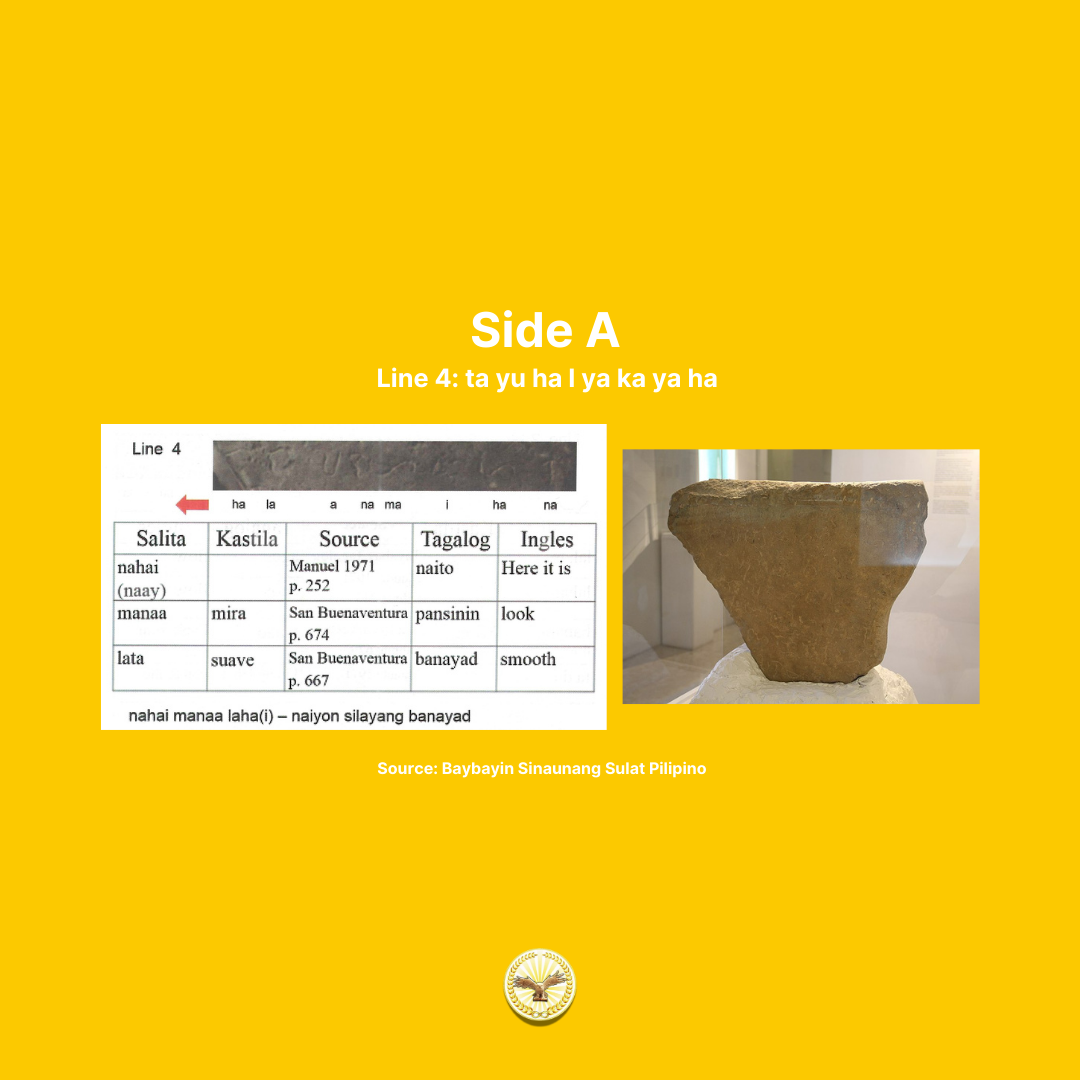 Side A
Line 4: ta yu ha I ya ka ya ha
Line 4
ha la a na ma i ha na
Salita Kastila Source Tagalog Ingles
nahai (naay) Manuel 1971 p. 252 naito Here it is
manaa mira San Buenaventura p. 674 pansinin look
lata suave San Buenaventura p. 667 banayad smooth
nahai manaa laha(i) – naiyon silayang banayad
Source: Baybayin Sinaunang Sulat Pilipino